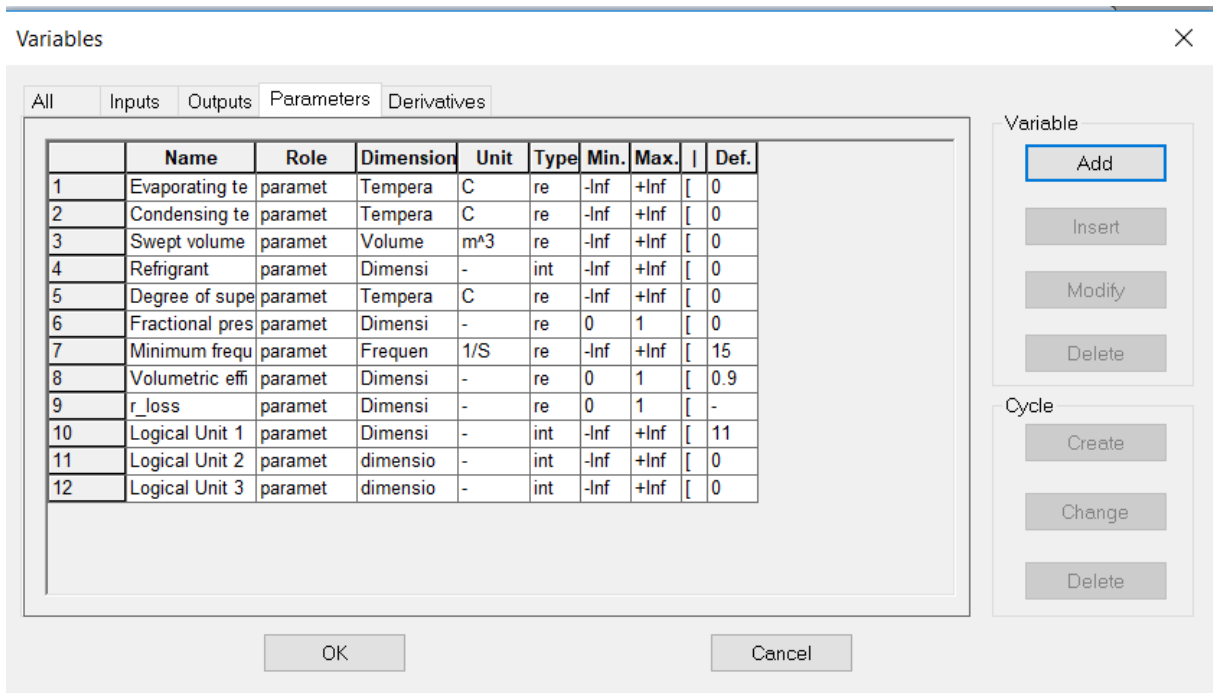 Variables
All Inputs Outputs Parameters Derivatives
Name Role Dimension Unit Type Min. Max. | Def.
1 Evaporating te paramet Tempera C re -Inf +Inf [ 0
2 Condensing te paramet Tempera C re -Inf +Inf [ 0
3 Swept volume paramet Volume m^3 re -Inf +Inf [ 0
4 Refrigrant paramet Dimensi - int -Inf +Inf [ 0
5 Degree of supe paramet Tempera C re -Inf +Inf [ 0
6 Fractional pres paramet Dimensi - re 0 1 [ 0
7 Minimum frequ paramet Frequen 1/S re -Inf +Inf [ 15
8 Volumetric effi paramet Dimensi - re 0 1 [ 0.9
9 r_loss paramet Dimensi - re 0 1 [ -
10 Logical Unit 1 paramet Dimensi - int -Inf +Inf [ 11
11 Logical Unit 2 paramet dimensio - int -Inf +Inf [ 0
12 Logical Unit 3 paramet dimensio - int -Inf +Inf [ 0
Variable
Add
Insert
Modify
Delete
Cycle
Create
Change
Delete
OK Cancel